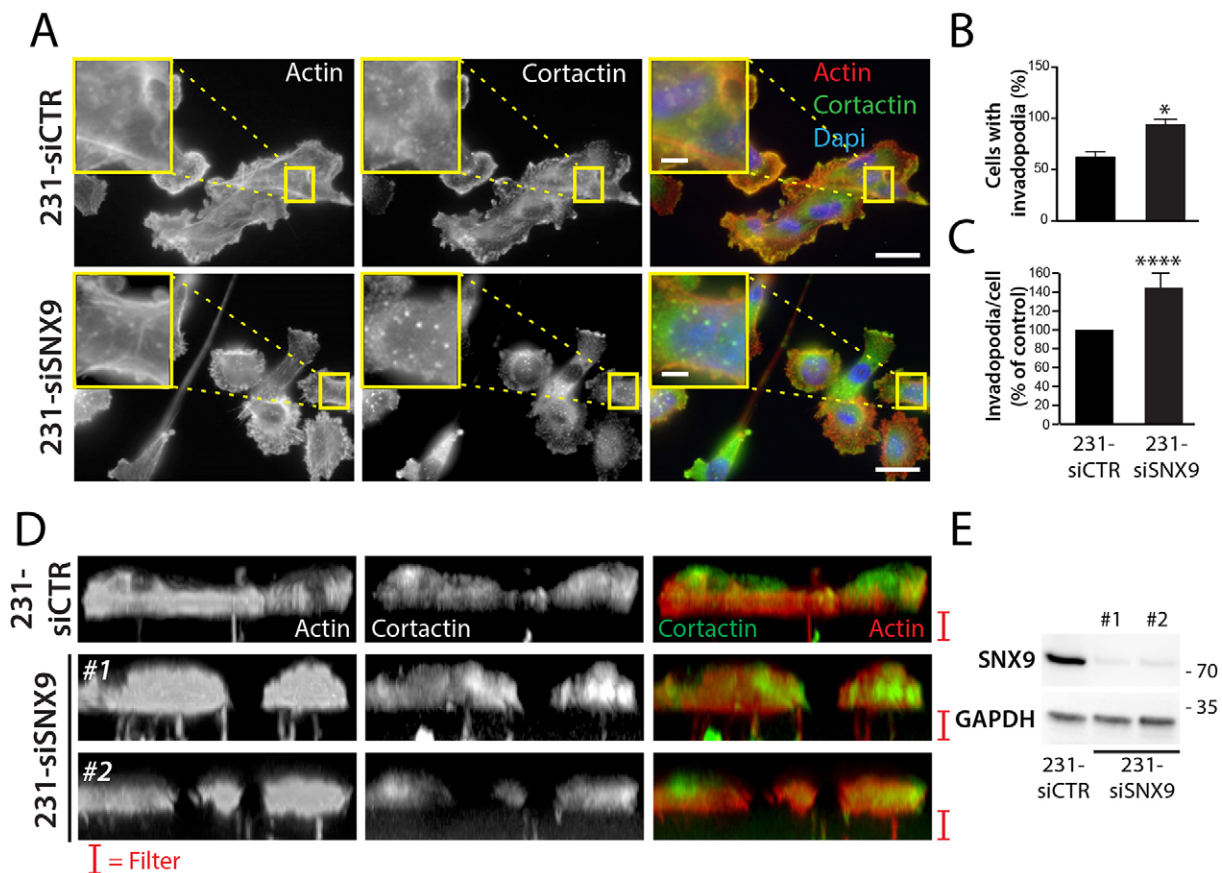 A
231-siCTR
Actin
Cortactin
Actin
Cortactin
Dapi
231-siSNX9
B
Cells with
invadopodia (%)
150
100
50
0
*
C
Invadopodia/cell
(% of control)
160
140
120
100
80
60
40
20
0
****
231-
siCTR
231-
siSNX9
D
231-
siCTR
Actin
Cortactin
Cortactin
Actin
231-siSNX9
#1
#2
= Filter
E
#1
#2
SNX9
- 70
- 35
GAPDH
231-
siCTR
231-
siSNX9